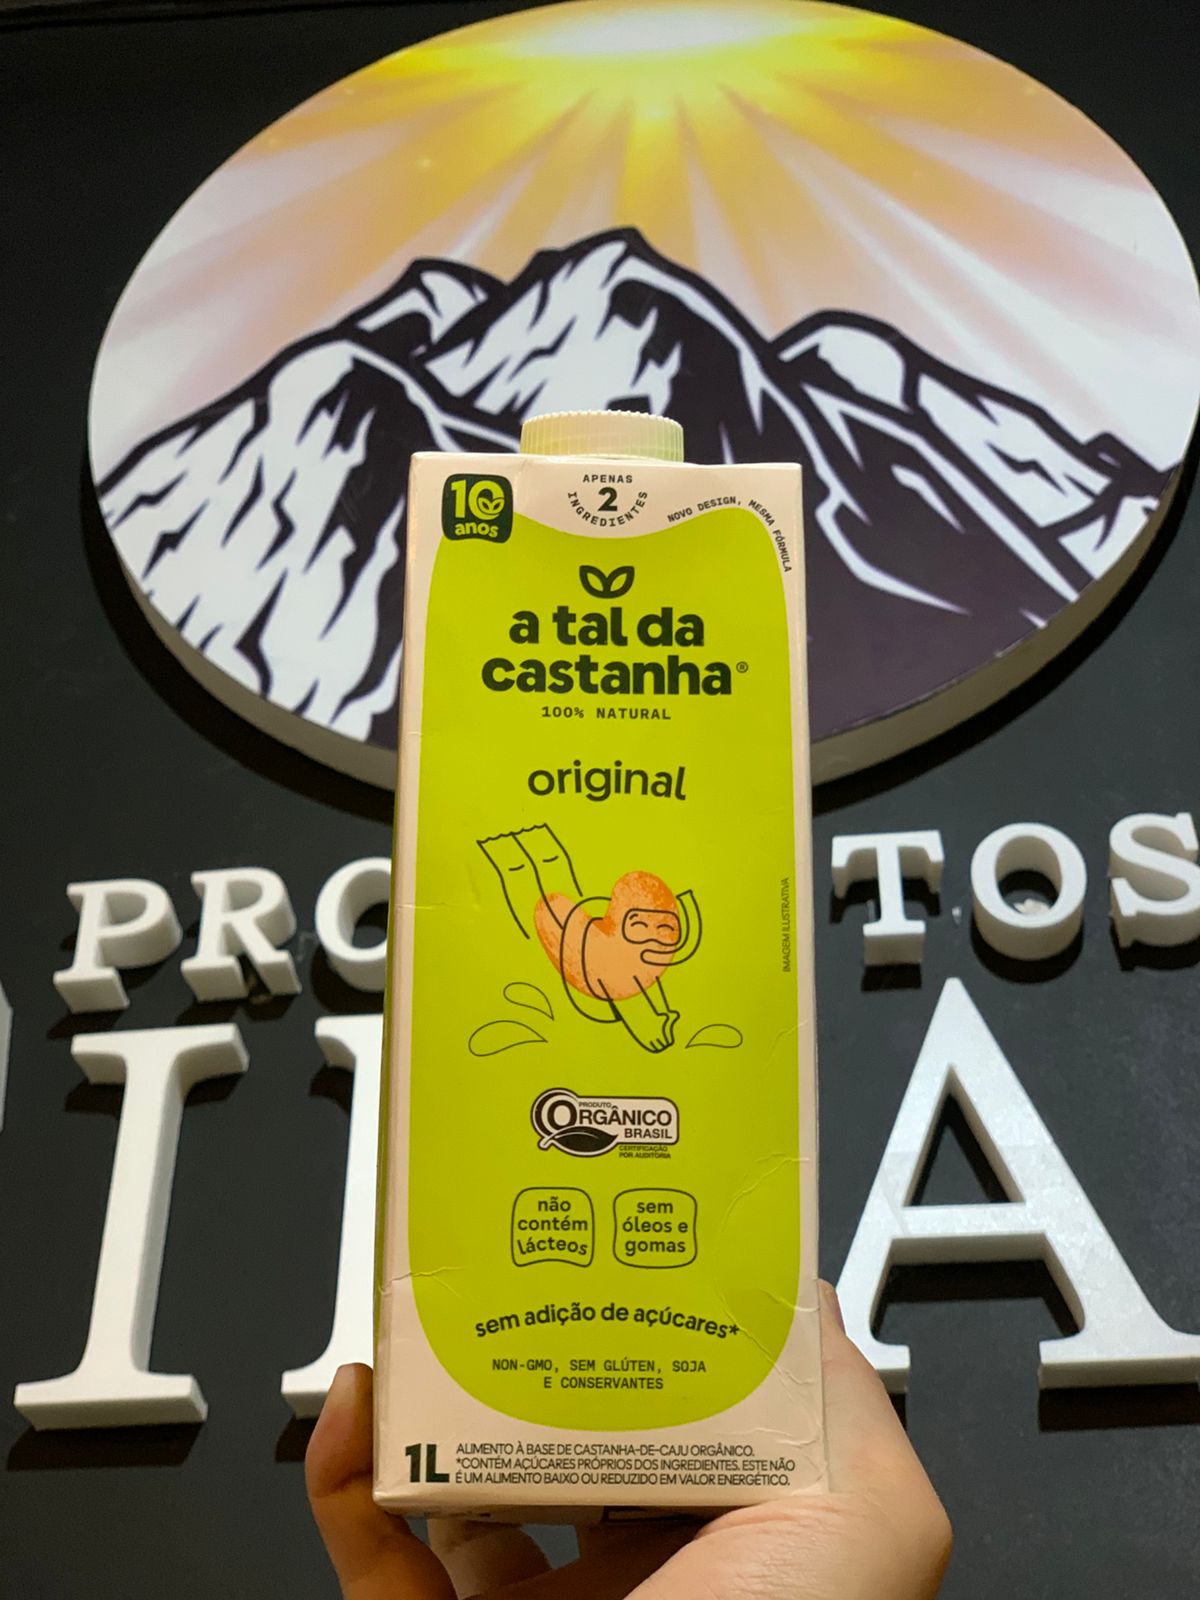 10
anos
APENAS
2
INGREDIENTES
NOVO DESIGN, MESMA FÓRMULA
a tal da
castanha®
100% NATURAL
original
IMAGEM ILUSTRATIVA
PRODUTO
ORGÂNICO
BRASIL
CERTIFICAÇÃO
POR AUDITORIA
não
contém
lácteos
sem
óleos e
gomas
sem adição de açúcares*
NON-GMO, SEM GLÚTEN, SOJA
E CONSERVANTES
1L
ALIMENTO À BASE DE CASTANHA-DE-CAJU ORGÂNICO.
*CONTÉM AÇÚCARES PRÓPRIOS DOS INGREDIENTES. ESTE NÃO
É UM ALIMENTO BAIXO OU REDUZIDO EM VALOR ENERGÉTICO.
PRO TOS